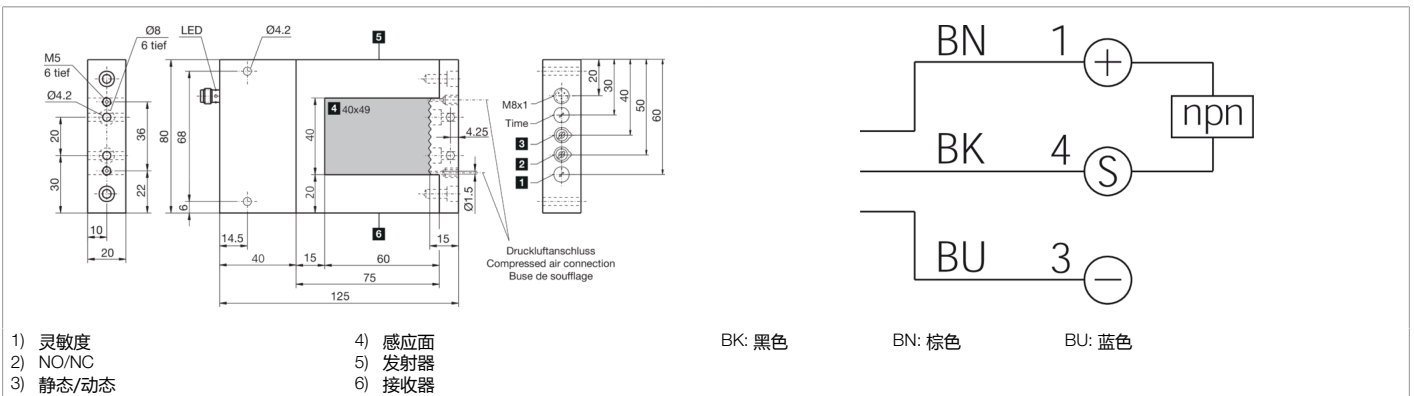 Ø8
6 tief
LED
Ø4.2
5
M5
6 tief
Ø4.2
20
30
36
22
10
20
80
68
6
4 40x49
40
20
4.25
Ø1.5
6
14.5
15
40
15
60
75
125
Druckluftanschluss
Compressed air connection
Buse de soufflage
M8x1
Time
3
2
1
20
30
40
50
60
BN 1
+
npn
BK 4
S
BU 3
−
1) 灵敏度
2) NO/NC
3) 静态/动态
4) 感应面
5) 发射器
6) 接收器
BK: 黑色
BN: 棕色
BU: 蓝色